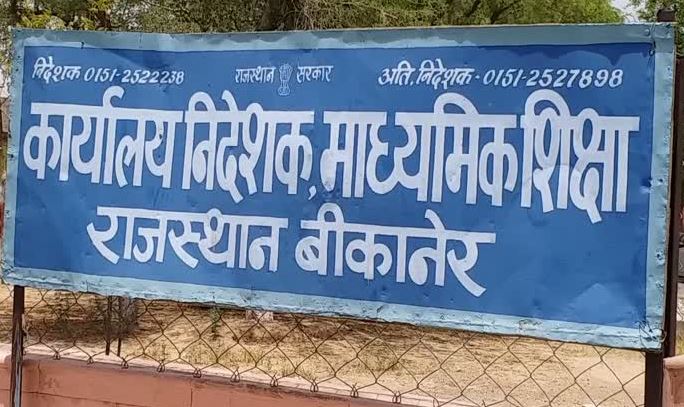 निदेशक 0151-2522238 राजस्थान सरकार अति. निदेशक - 0151-2527898
कार्यालय निदेशक, माध्यमिक शिक्षा
राजस्थान बीकानेर